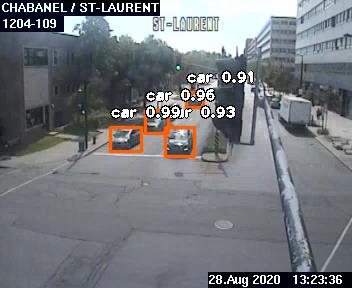 CHABANEL / ST-LAURENT
1204-109
ST-LAURENT
car 0.91
car 0.96
car 0.99
car 0.93
28.Aug 2020 13:23:36